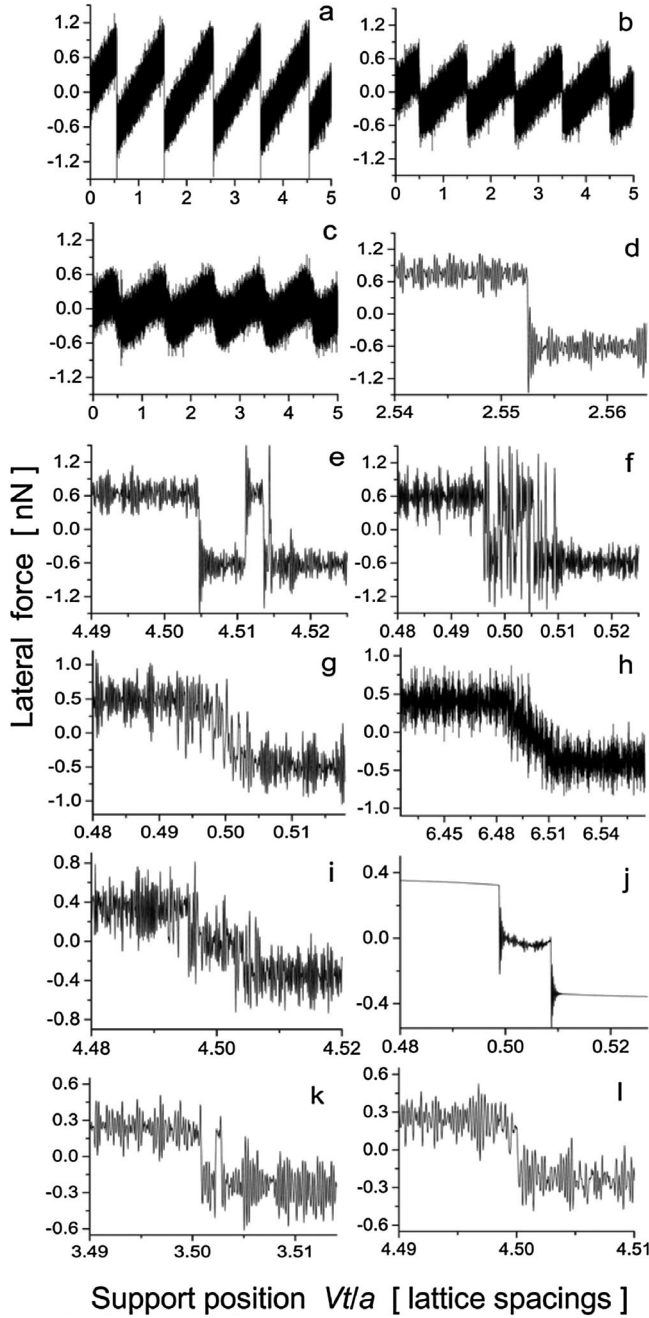 a
1.2
0.6
0.0
-0.6
-1.2
0 1 2 3 4 5
b
1.2
0.6
0.0
-0.6
-1.2
0 1 2 3 4 5
c
1.2
0.6
0.0
-0.6
-1.2
0 1 2 3 4 5
d
1.2
0.6
0.0
-0.6
-1.2
2.54 2.55 2.56
e
1.2
0.6
0.0
-0.6
-1.2
4.49 4.50 4.51 4.52
f
1.2
0.6
0.0
-0.6
-1.2
0.48 0.49 0.50 0.51 0.52
g
1.0
0.5
0.0
-0.5
-1.0
0.48 0.49 0.50 0.51
h
1.0
0.5
0.0
-0.5
-1.0
6.45 6.48 6.51 6.54
i
0.8
0.4
0.0
-0.4
-0.8
4.48 4.50 4.52
j
0.4
0.0
-0.4
0.48 0.50 0.52
k
0.6
0.3
0.0
-0.3
-0.6
3.49 3.50 3.51
l
0.6
0.3
0.0
-0.3
-0.6
4.49 4.50 4.51
Lateral force [ nN ]
Support position Vt/a [ lattice spacings ]